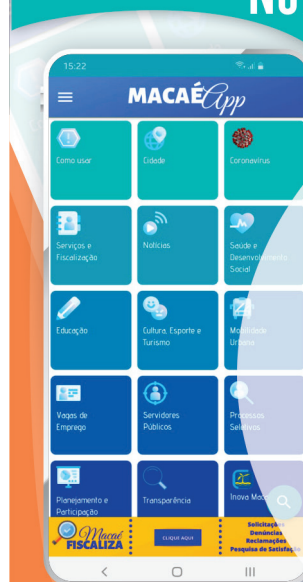 NO
15:22
MACAÉApp
Como usar
Cidade
Coronavírus
Serviços e
Fiscalização
Notícias
Saúde e
Desenvolvimento
Social
Educação
Cultura, Esporte e
Turismo
Mobilidade
Urbana
Vagas de
Emprego
Servidores
Públicos
Processos
Seletivos
Planejamento e
Participação
Transparência
Inova Macaé
Macaé
FISCALIZA
CLIQUE AQUI
Solicitações
Denúncias
Reclamações
Pesquisa de Satisfação